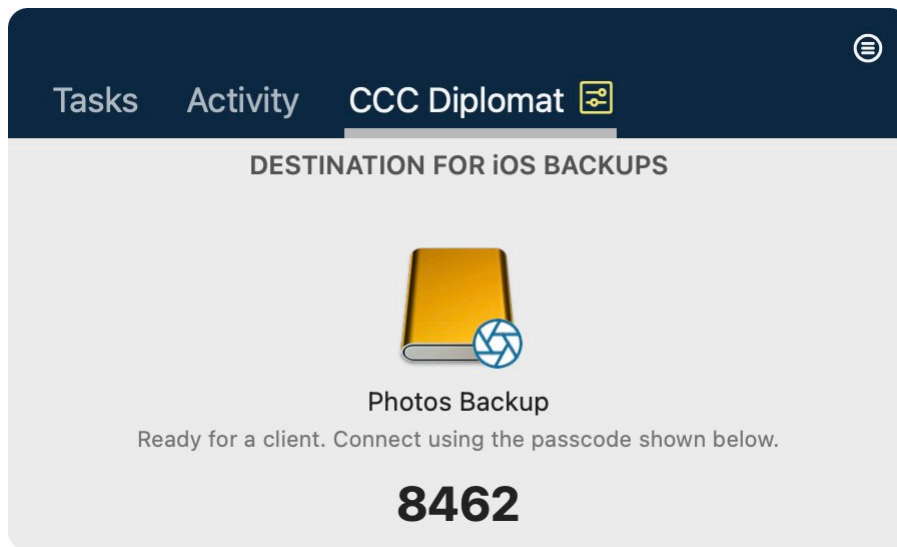 Tasks Activity CCC Diplomat
DESTINATION FOR iOS BACKUPS
Photos Backup
Ready for a client. Connect using the passcode shown below.
8462